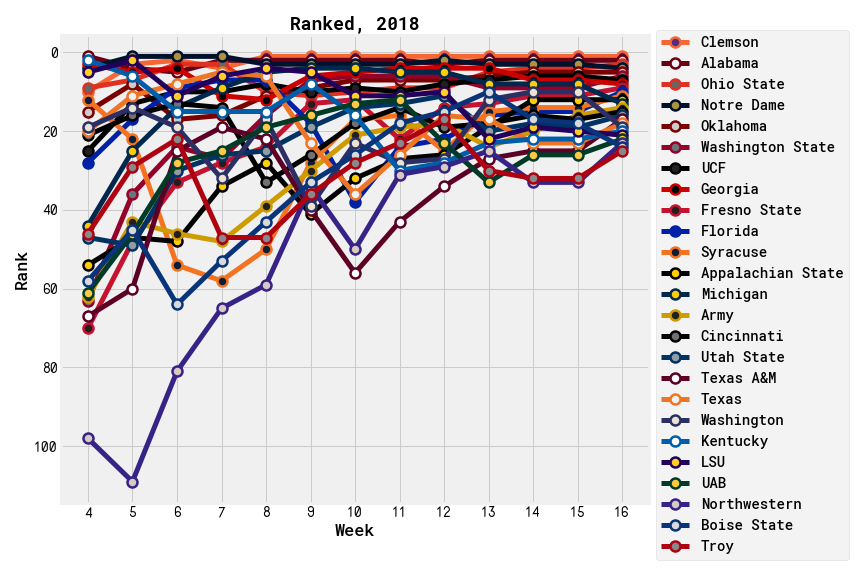 Ranked, 2018
0
20
40
60
80
100
Rank
4 5 6 7 8 9 10 11 12 13 14 15 16
Week
Clemson
Alabama
Ohio State
Notre Dame
Oklahoma
Washington State
UCF
Georgia
Fresno State
Florida
Syracuse
Appalachian State
Michigan
Army
Cincinnati
Utah State
Texas A&M
Texas
Washington
Kentucky
LSU
UAB
Northwestern
Boise State
Troy